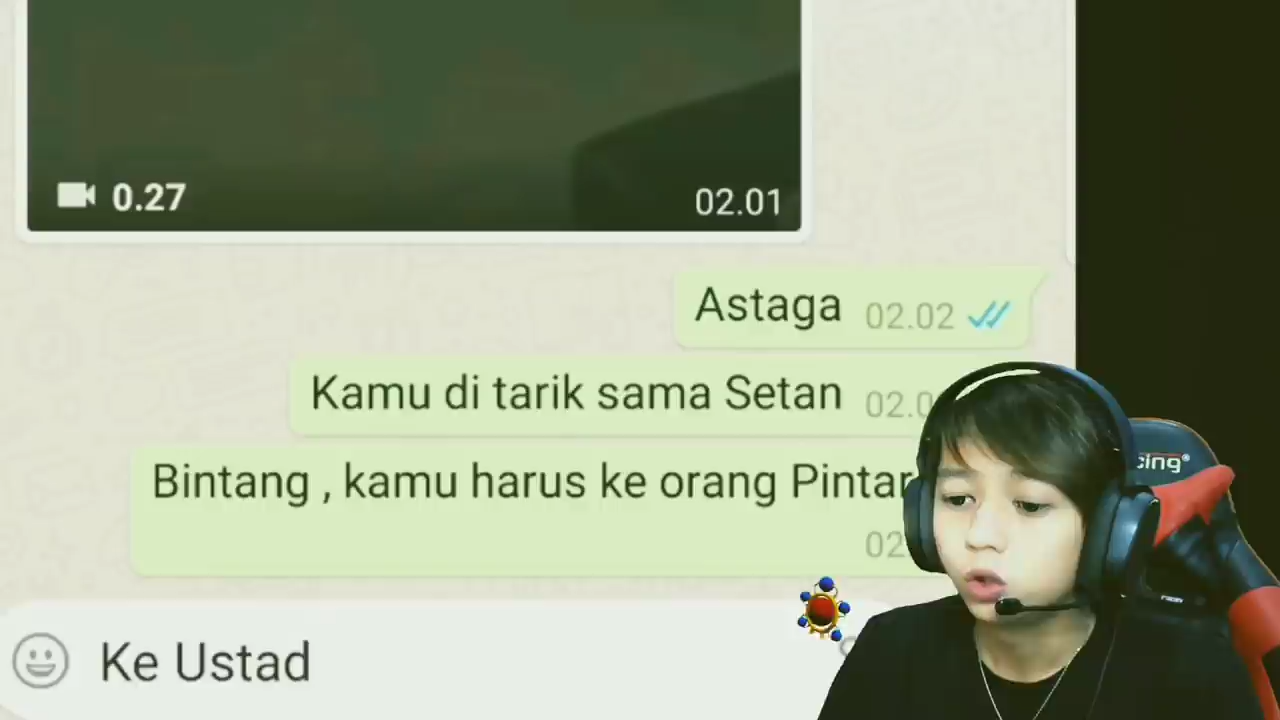 0.27
02.01
Astaga 02.02
Kamu di tarik sama Setan
Bintang , kamu harus ke orang Pintar
Ke Ustad